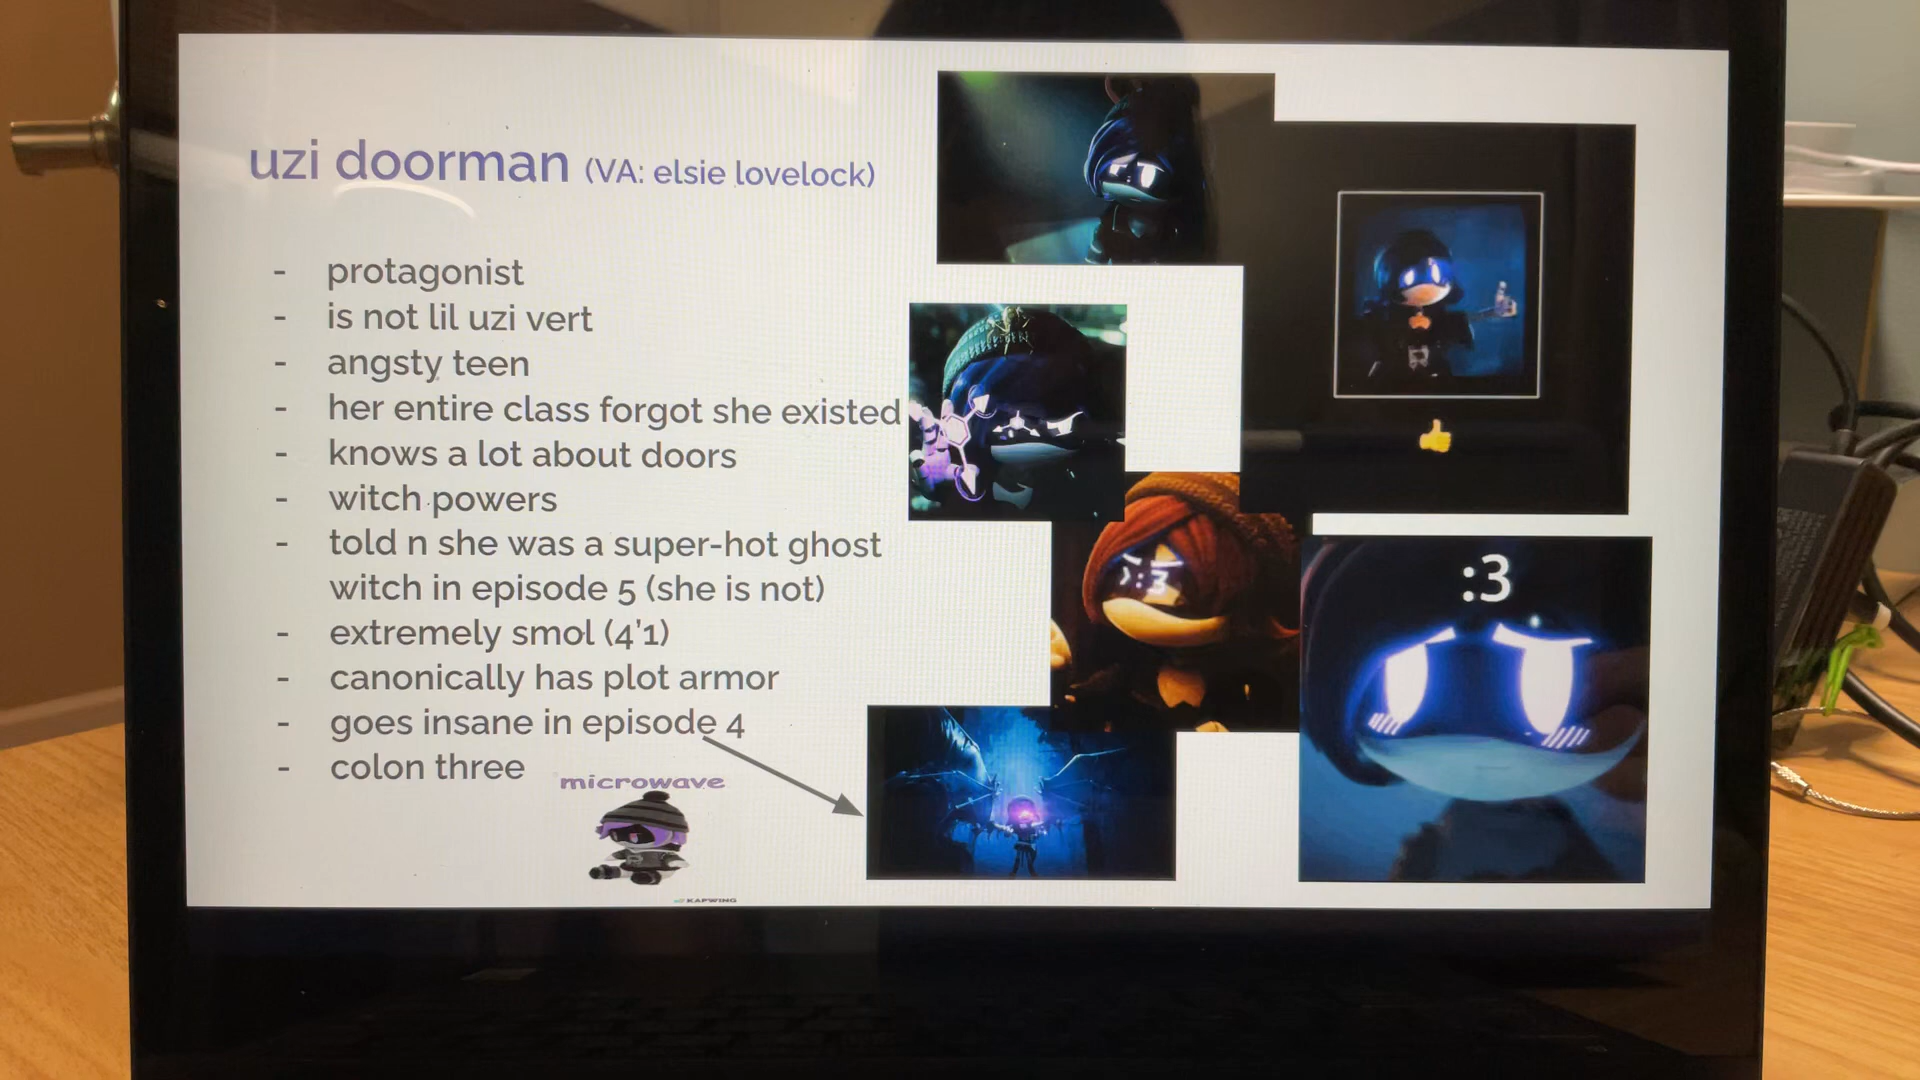 uzi doorman (VA: elsie lovelock)
- protagonist
- is not lil uzi vert
- angsty teen
- her entire class forgot she existed
- knows a lot about doors
- witch powers
- told n she was a super-hot ghost
witch in episode 5 (she is not)
- extremely smol (4'1)
- canonically has plot armor
- goes insane in episode 4
- colon three
microwave
KAPWING
):3
:3